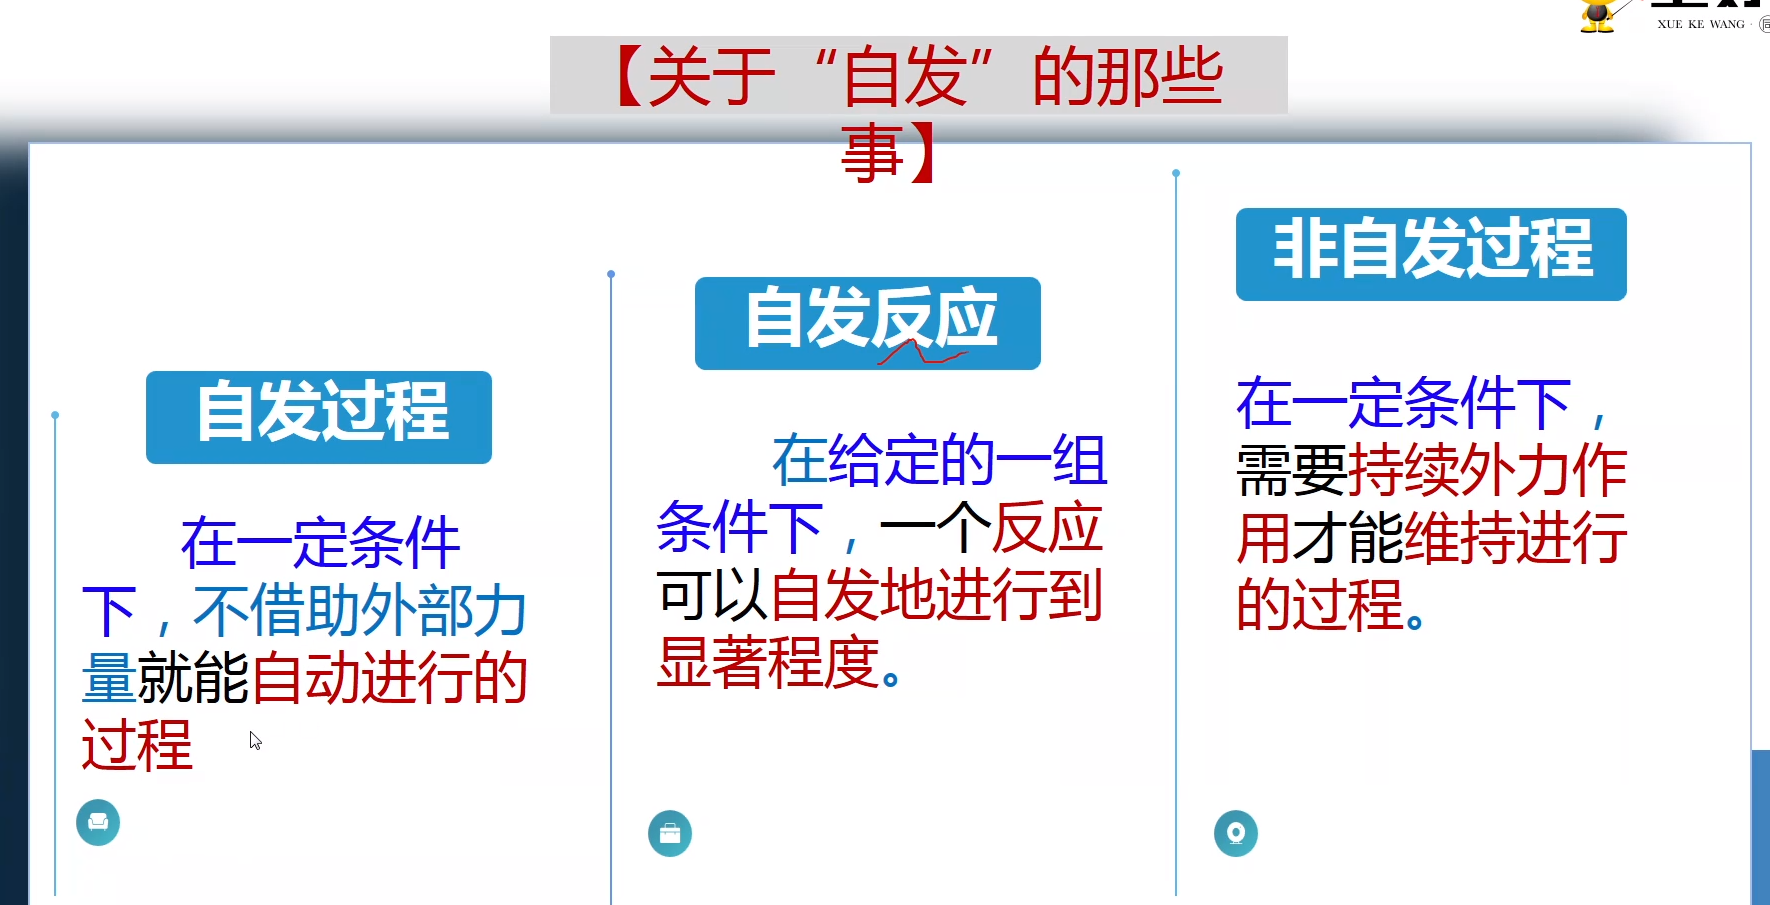 XUE KE WANG
【关于“自发”的那些
事】
自发过程
在一定条件
下，不借助外部力
量就能自动进行的
过程
自发反应
在给定的一组
条件下，一个反应
可以自发地进行到
显著程度。
非自发过程
在一定条件下，
需要持续外力作
用才能维持进行
的过程。